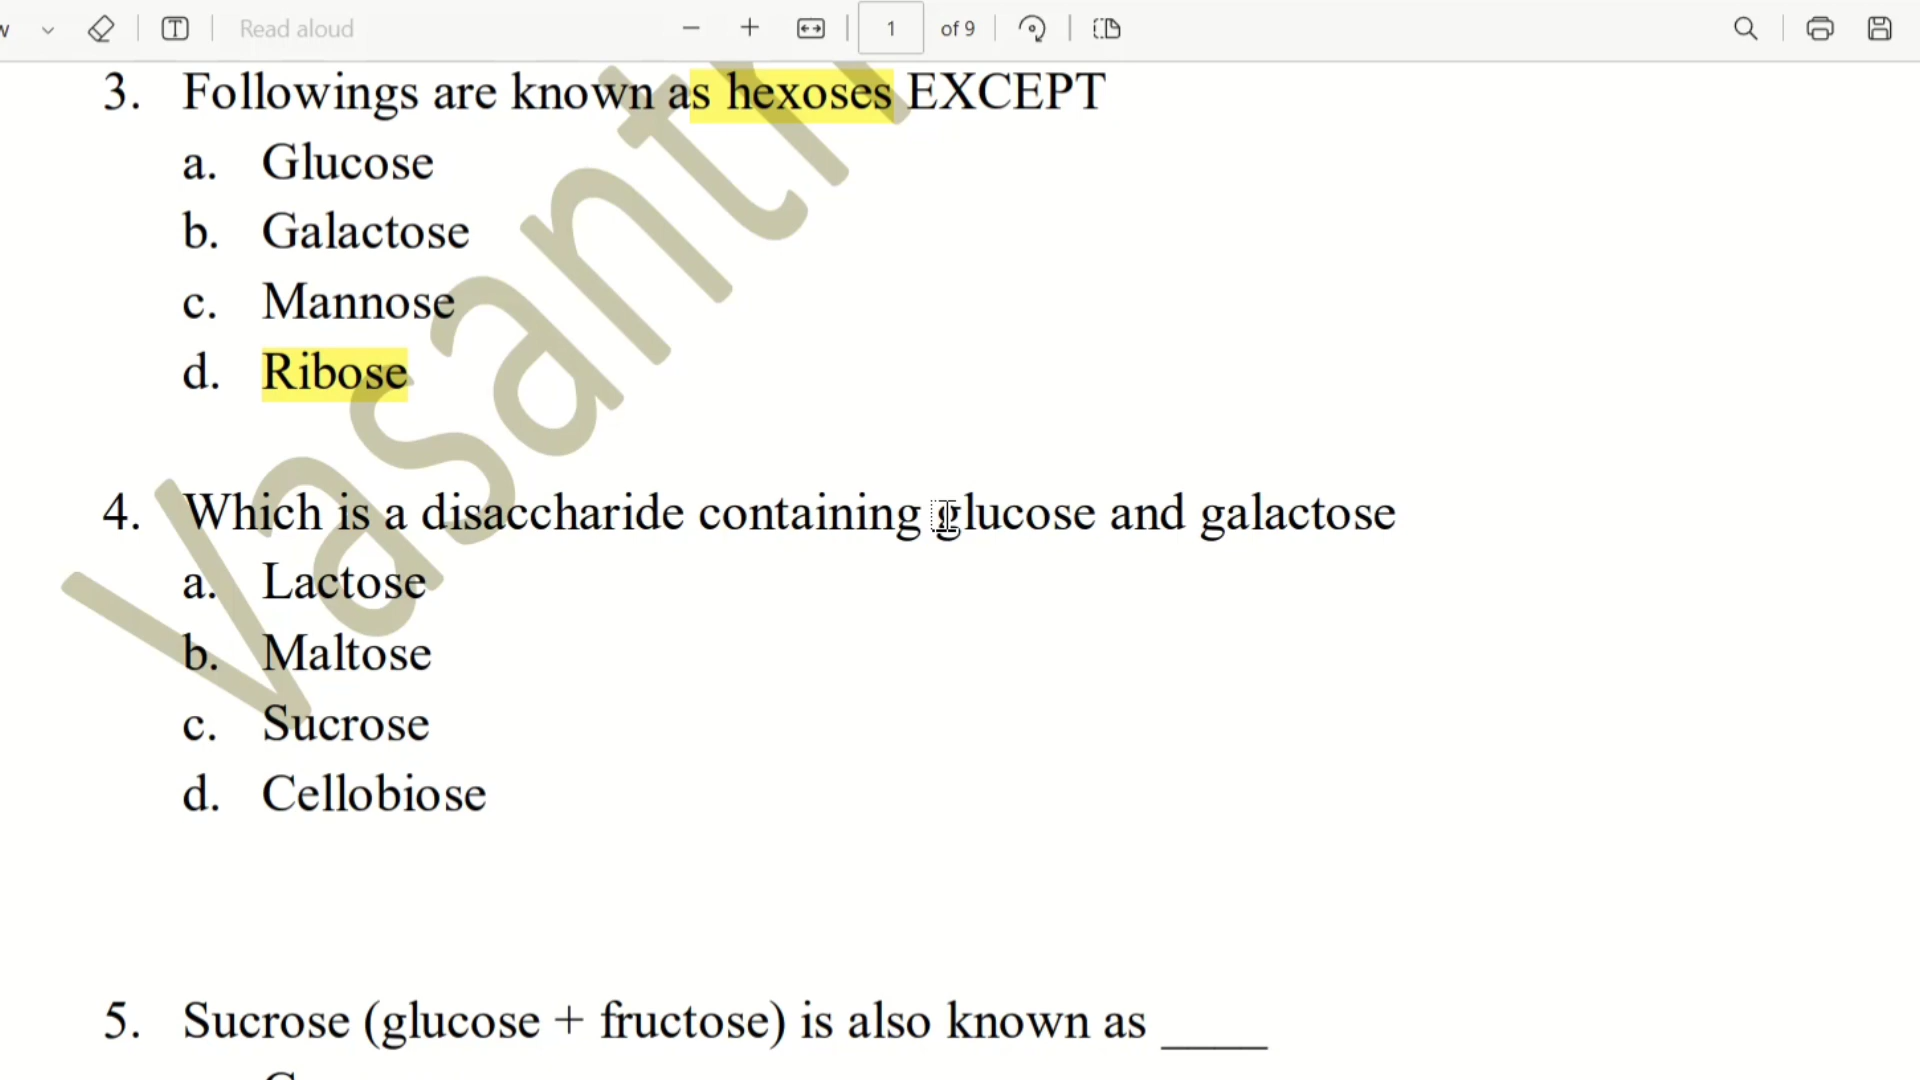 Read aloud
1 of 9
3. Followings are known as hexoses EXCEPT
a. Glucose
b. Galactose
c. Mannose
d. Ribose
4. Which is a disaccharide containing glucose and galactose
a. Lactose
b. Maltose
c. Sucrose
d. Cellobiose
5. Sucrose (glucose + fructose) is also known as ____
Vasant